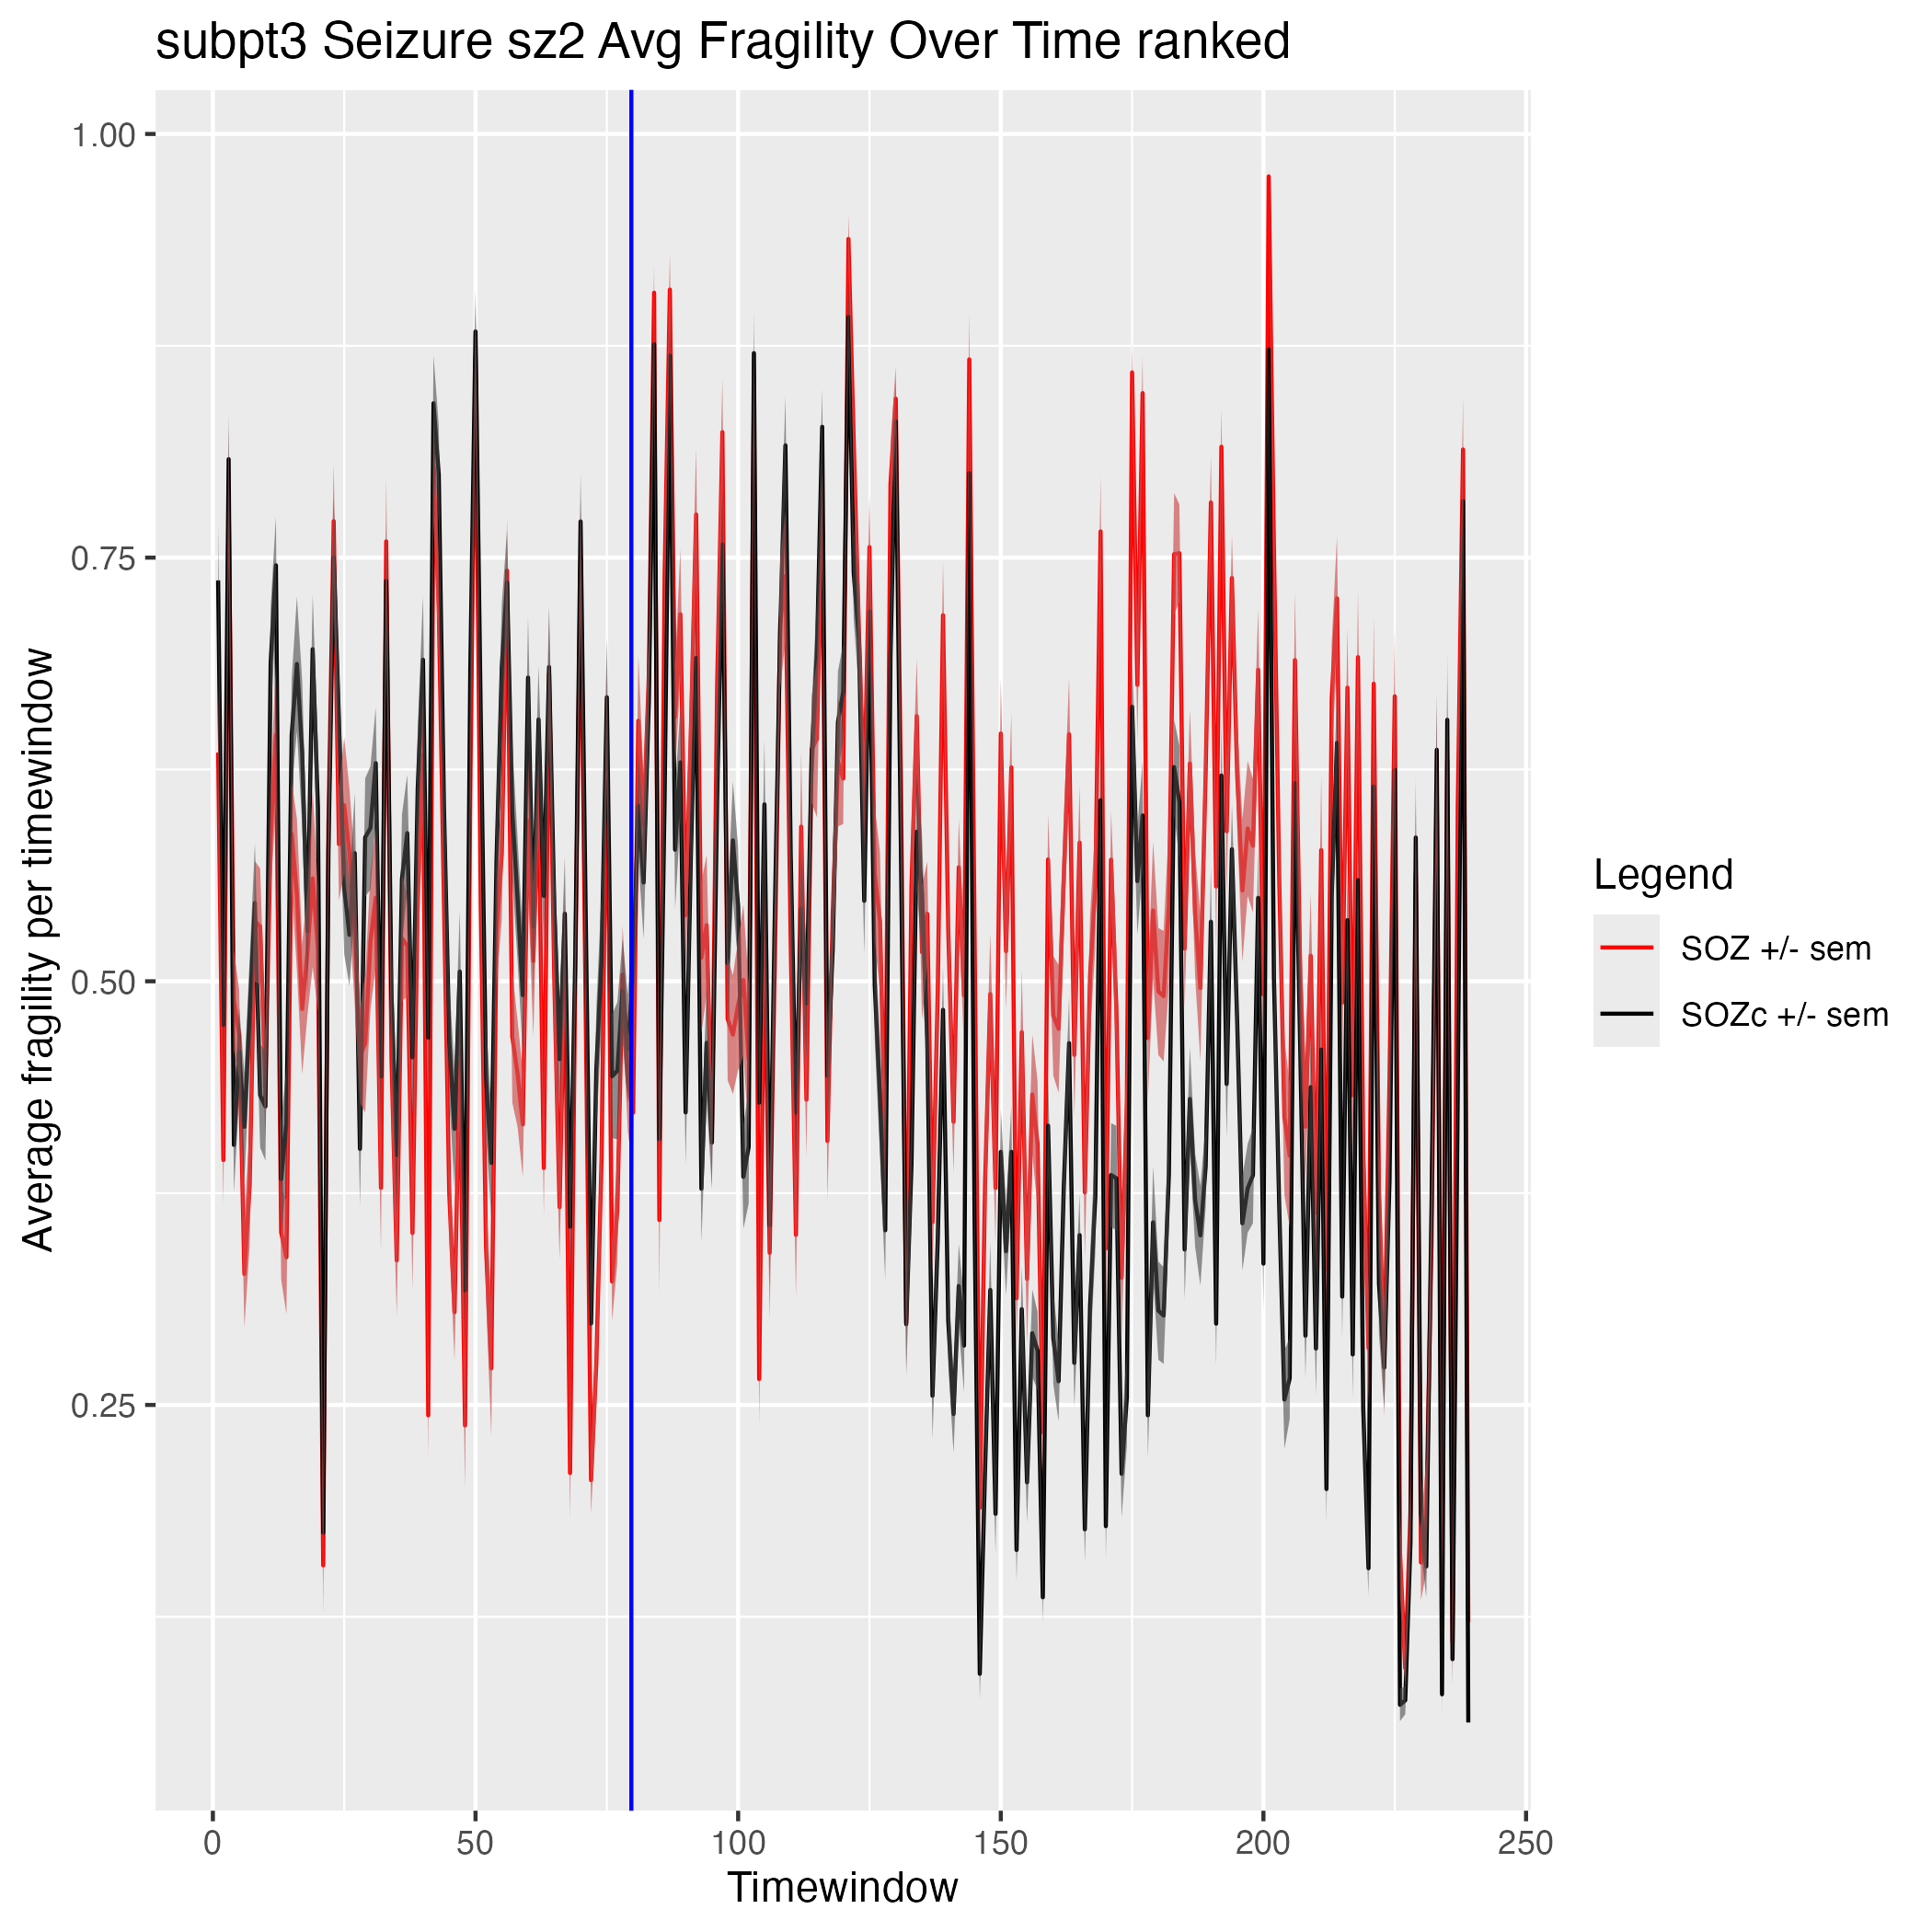 subpt3 Seizure sz2 Avg Fragility Over Time ranked
Average fragility per timewindow
1.00
0.75
0.50
0.25
0 50 100 150 200 250
Timewindow
Legend
SOZ +/- sem
SOZc +/- sem